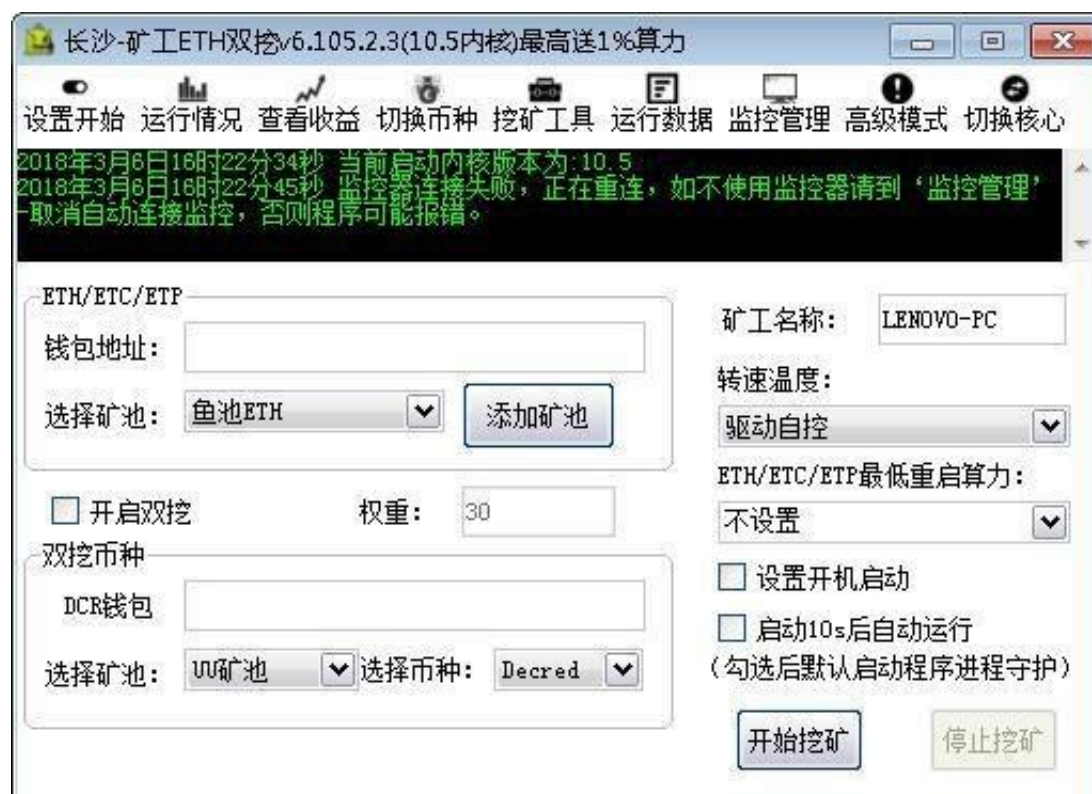 长沙-矿工ETH双挖v6.105.2.3(10.5内核)最高送1%算力
设置开始 运行情况 查看收益 切换币种 挖矿工具 运行数据 监控管理 高级模式 切换核心
2018年3月6日16时22分34秒 当前启动内核版本为:10.5
2018年3月6日16时22分45秒 监控器连接失败，正在重连，如不使用监控器请到‘监控管理’
-取消自动连接监控，否则程序可能报错。
ETH/ETC/ETP
钱包地址：
选择矿池： 鱼池ETH 添加矿池
开启双挖 权重： 30
双挖币种
DCR钱包
选择矿池： UU矿池 选择币种： Decred
矿工名称： LENOVO-PC
转速温度：
驱动自控
ETH/ETC/ETP最低重启算力：
不设置
设置开机启动
启动10s后自动运行
(勾选后默认启动程序进程守护)
开始挖矿 停止挖矿